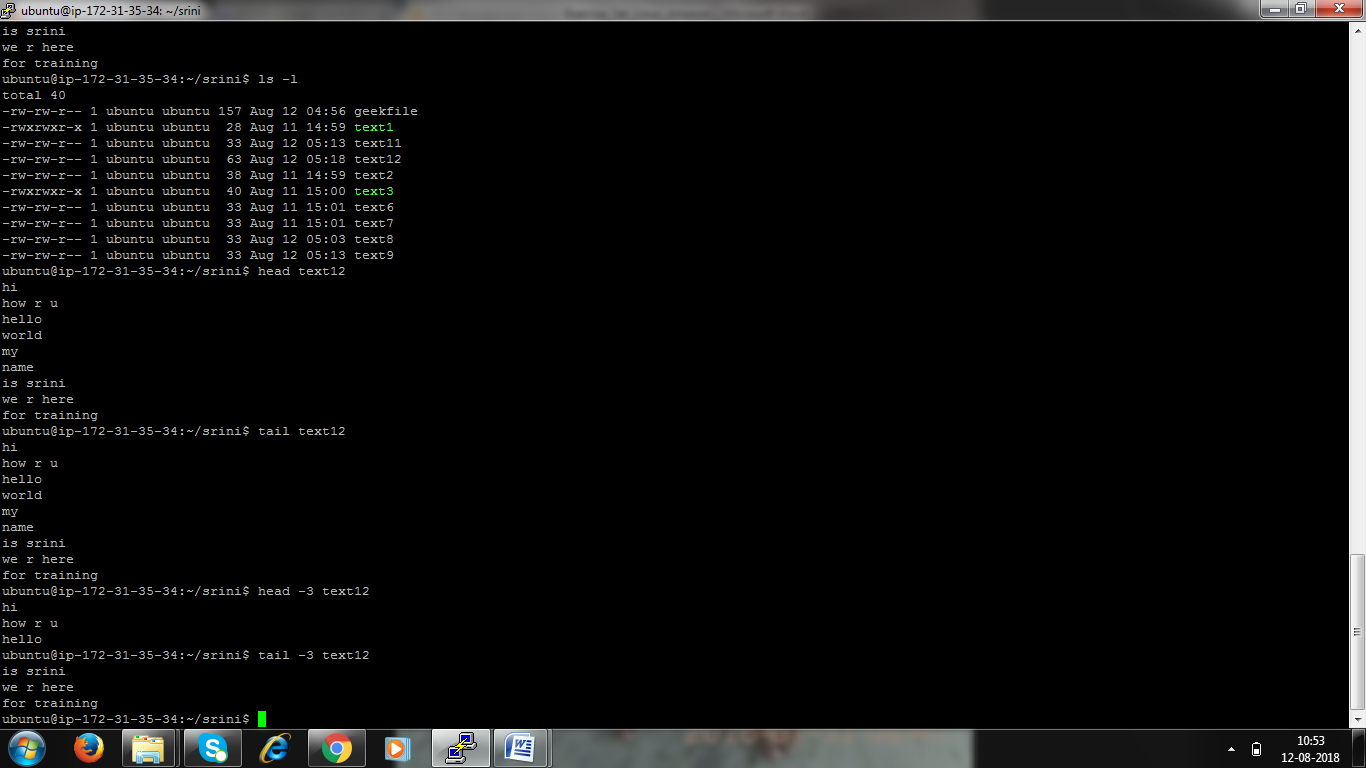 ubuntu@ip-172-31-35-34: ~/srini
is srini
we r here
for training
ubuntu@ip-172-31-35-34:~/srini$ ls -l
total 40
-rw-rw-r-- 1 ubuntu ubuntu 157 Aug 12 04:56 geekfile
-rwxrwxr-x 1 ubuntu ubuntu  28 Aug 11 14:59 text1
-rw-rw-r-- 1 ubuntu ubuntu  33 Aug 12 05:13 text11
-rw-rw-r-- 1 ubuntu ubuntu  63 Aug 12 05:18 text12
-rw-rw-r-- 1 ubuntu ubuntu  38 Aug 11 14:59 text2
-rwxrwxr-x 1 ubuntu ubuntu  40 Aug 11 15:00 text3
-rw-rw-r-- 1 ubuntu ubuntu  33 Aug 11 15:01 text6
-rw-rw-r-- 1 ubuntu ubuntu  33 Aug 11 15:01 text7
-rw-rw-r-- 1 ubuntu ubuntu  33 Aug 12 05:03 text8
-rw-rw-r-- 1 ubuntu ubuntu  33 Aug 12 05:13 text9
ubuntu@ip-172-31-35-34:~/srini$ head text12
hi
how r u
hello
world
my
name
is srini
we r here
for training
ubuntu@ip-172-31-35-34:~/srini$ tail text12
hi
how r u
hello
world
my
name
is srini
we r here
for training
ubuntu@ip-172-31-35-34:~/srini$ head -3 text12
hi
how r u
hello
ubuntu@ip-172-31-35-34:~/srini$ tail -3 text12
is srini
we r here
for training
ubuntu@ip-172-31-35-34:~/srini$
10:53
12-08-2018